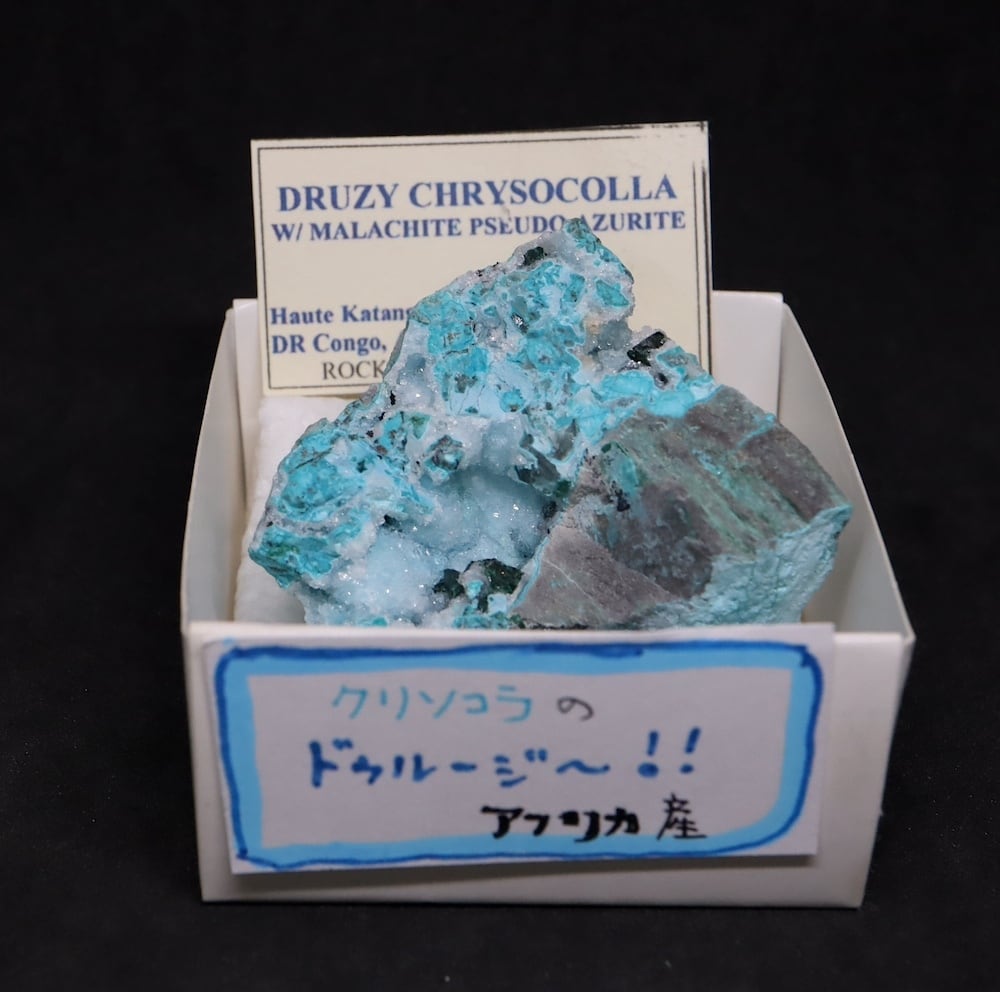 DRUZY CHRYSOCOLLA
W/ MALACHITE PSEUDO AZURITE
Haute
DR Congo,
ROCK
クリソコラの
ドゥルージ〜!!
アフリカ産